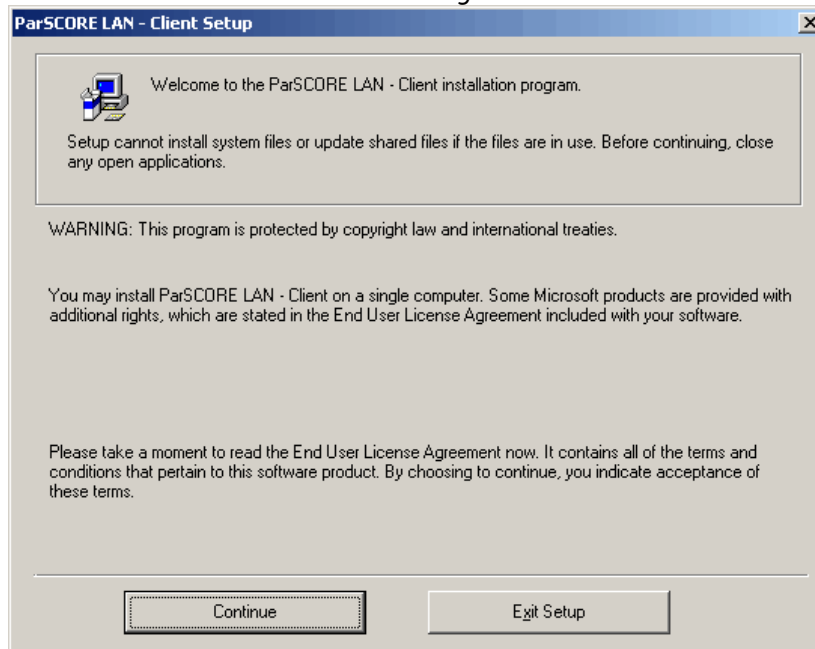 ParSCORE LAN - Client Setup
Welcome to the ParSCORE LAN - Client installation program.
Setup cannot install system files or update shared files if the files are in use. Before continuing, close
any open applications.
WARNING: This program is protected by copyright law and international treaties.
You may install ParSCORE LAN - Client on a single computer. Some Microsoft products are provided with
additional rights, which are stated in the End User License Agreement included with your software.
Please take a moment to read the End User License Agreement now. It contains all of the terms and
conditions that pertain to this software product. By choosing to continue, you indicate acceptance of
these terms.
Continue
Exit Setup